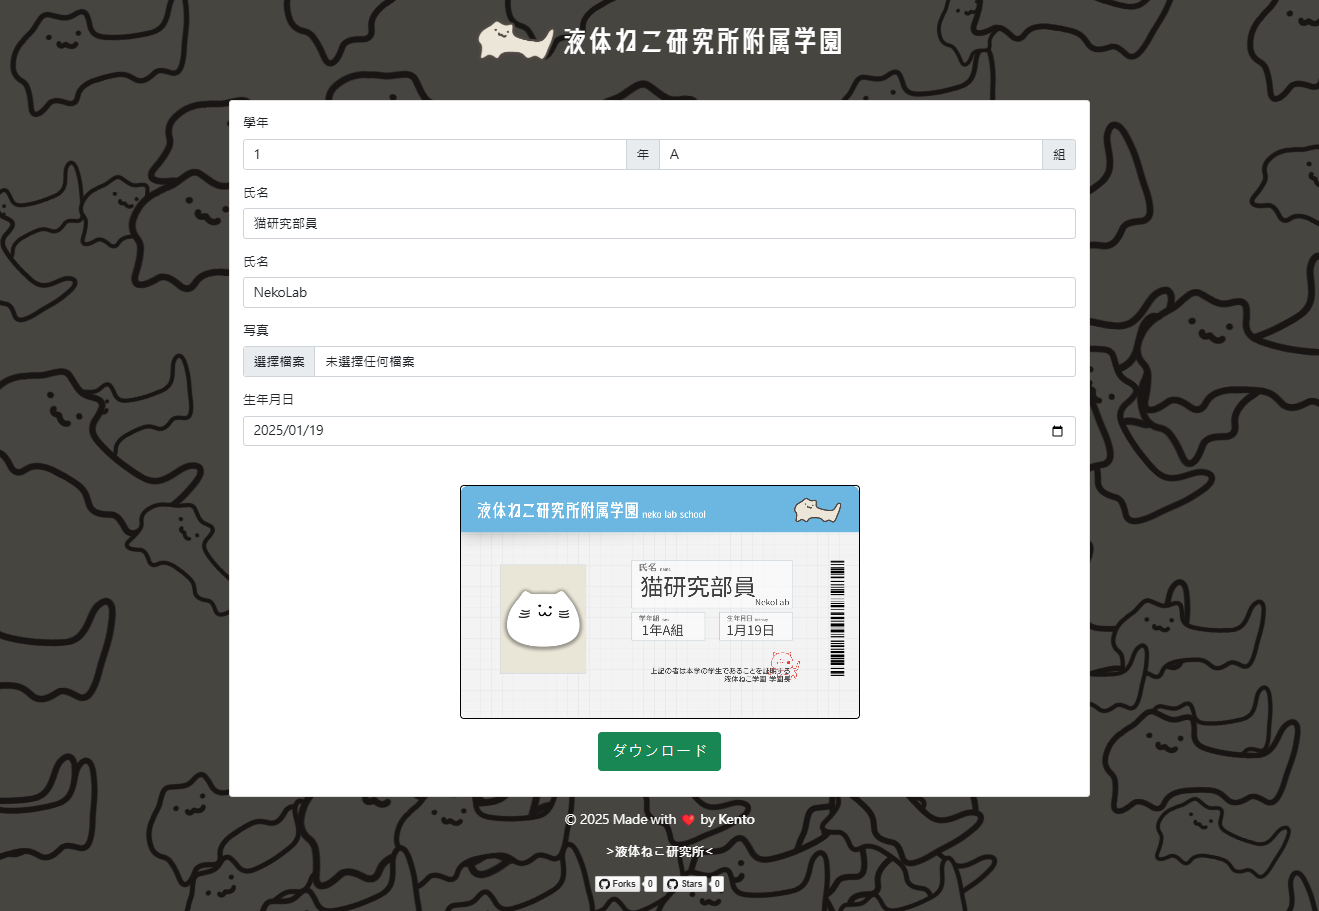 液体ねこ研究所附属学園
學年
1 年 A 組
氏名
猫研究部員
氏名
NekoLab
写真
選擇檔案 未選擇任何檔案
生年月日
2025/01/19
液体ねこ研究所附属学園 neko lab school
氏名
猫研究部員
NekoLab
学年組 生年月日
1年A組 1月19日
上記の者は本学の学生であることを証明する
液体ねこ学園 学園長
ダウンロード
© 2025 Made with ❤️ by Kento
>液体ねこ研究所<
Forks 0 Stars 0